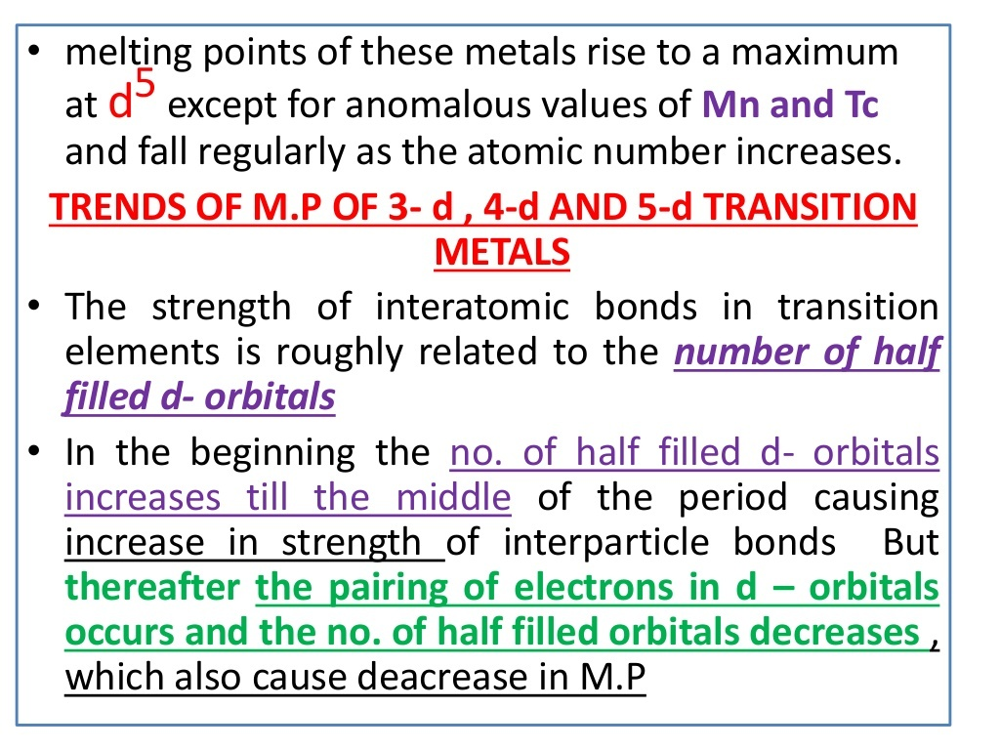 • melting points of these metals rise to a maximum
at d⁵ except for anomalous values of Mn and Tc
and fall regularly as the atomic number increases.
TRENDS OF M.P OF 3- d , 4-d AND 5-d TRANSITION
METALS
• The strength of interatomic bonds in transition
elements is roughly related to the number of half
filled d- orbitals
• In the beginning the no. of half filled d- orbitals
increases till the middle of the period causing
increase in strength of interparticle bonds But
thereafter the pairing of electrons in d – orbitals
occurs and the no. of half filled orbitals decreases ,
which also cause deacrease in M.P